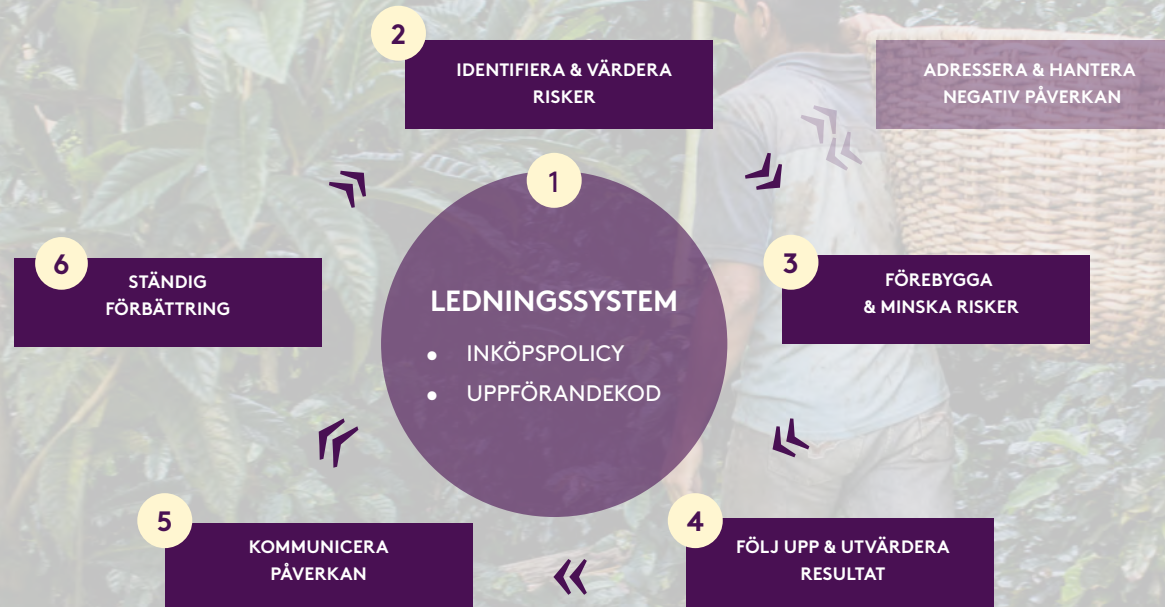 2
IDENTIFIERA & VÄRDERA
RISKER
ADRESSERA & HANTERA
NEGATIV PÅVERKAN
1
LEDNINGSSYSTEM
• INKÖPSPOLICY
• UPPFÖRANDEKOD
3
FÖREBYGGA
& MINSKA RISKER
4
FÖLJ UPP & UTVÄRDERA
RESULTAT
5
KOMMUNICERA
PÅVERKAN
6
STÄNDIG
FÖRBÄTTRING